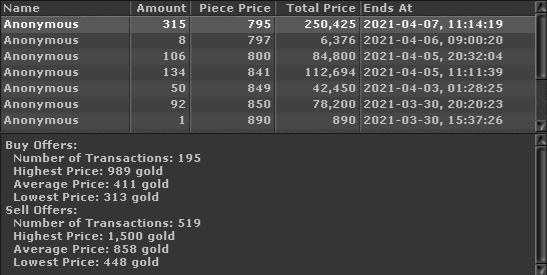 Name Amount Piece Price Total Price Ends At
Anonymous 315 795 250,425 2021-04-07, 11:14:19
Anonymous 8 797 6,376 2021-04-06, 09:00:20
Anonymous 106 800 84,800 2021-04-05, 20:32:04
Anonymous 134 841 112,694 2021-04-05, 11:11:39
Anonymous 50 849 42,450 2021-04-03, 01:28:25
Anonymous 92 850 78,200 2021-03-30, 20:20:23
Anonymous 1 890 890 2021-03-30, 15:37:26
Buy Offers:
Number of Transactions: 195
Highest Price: 989 gold
Average Price: 411 gold
Lowest Price: 313 gold
Sell Offers:
Number of Transactions: 519
Highest Price: 1,500 gold
Average Price: 858 gold
Lowest Price: 448 gold